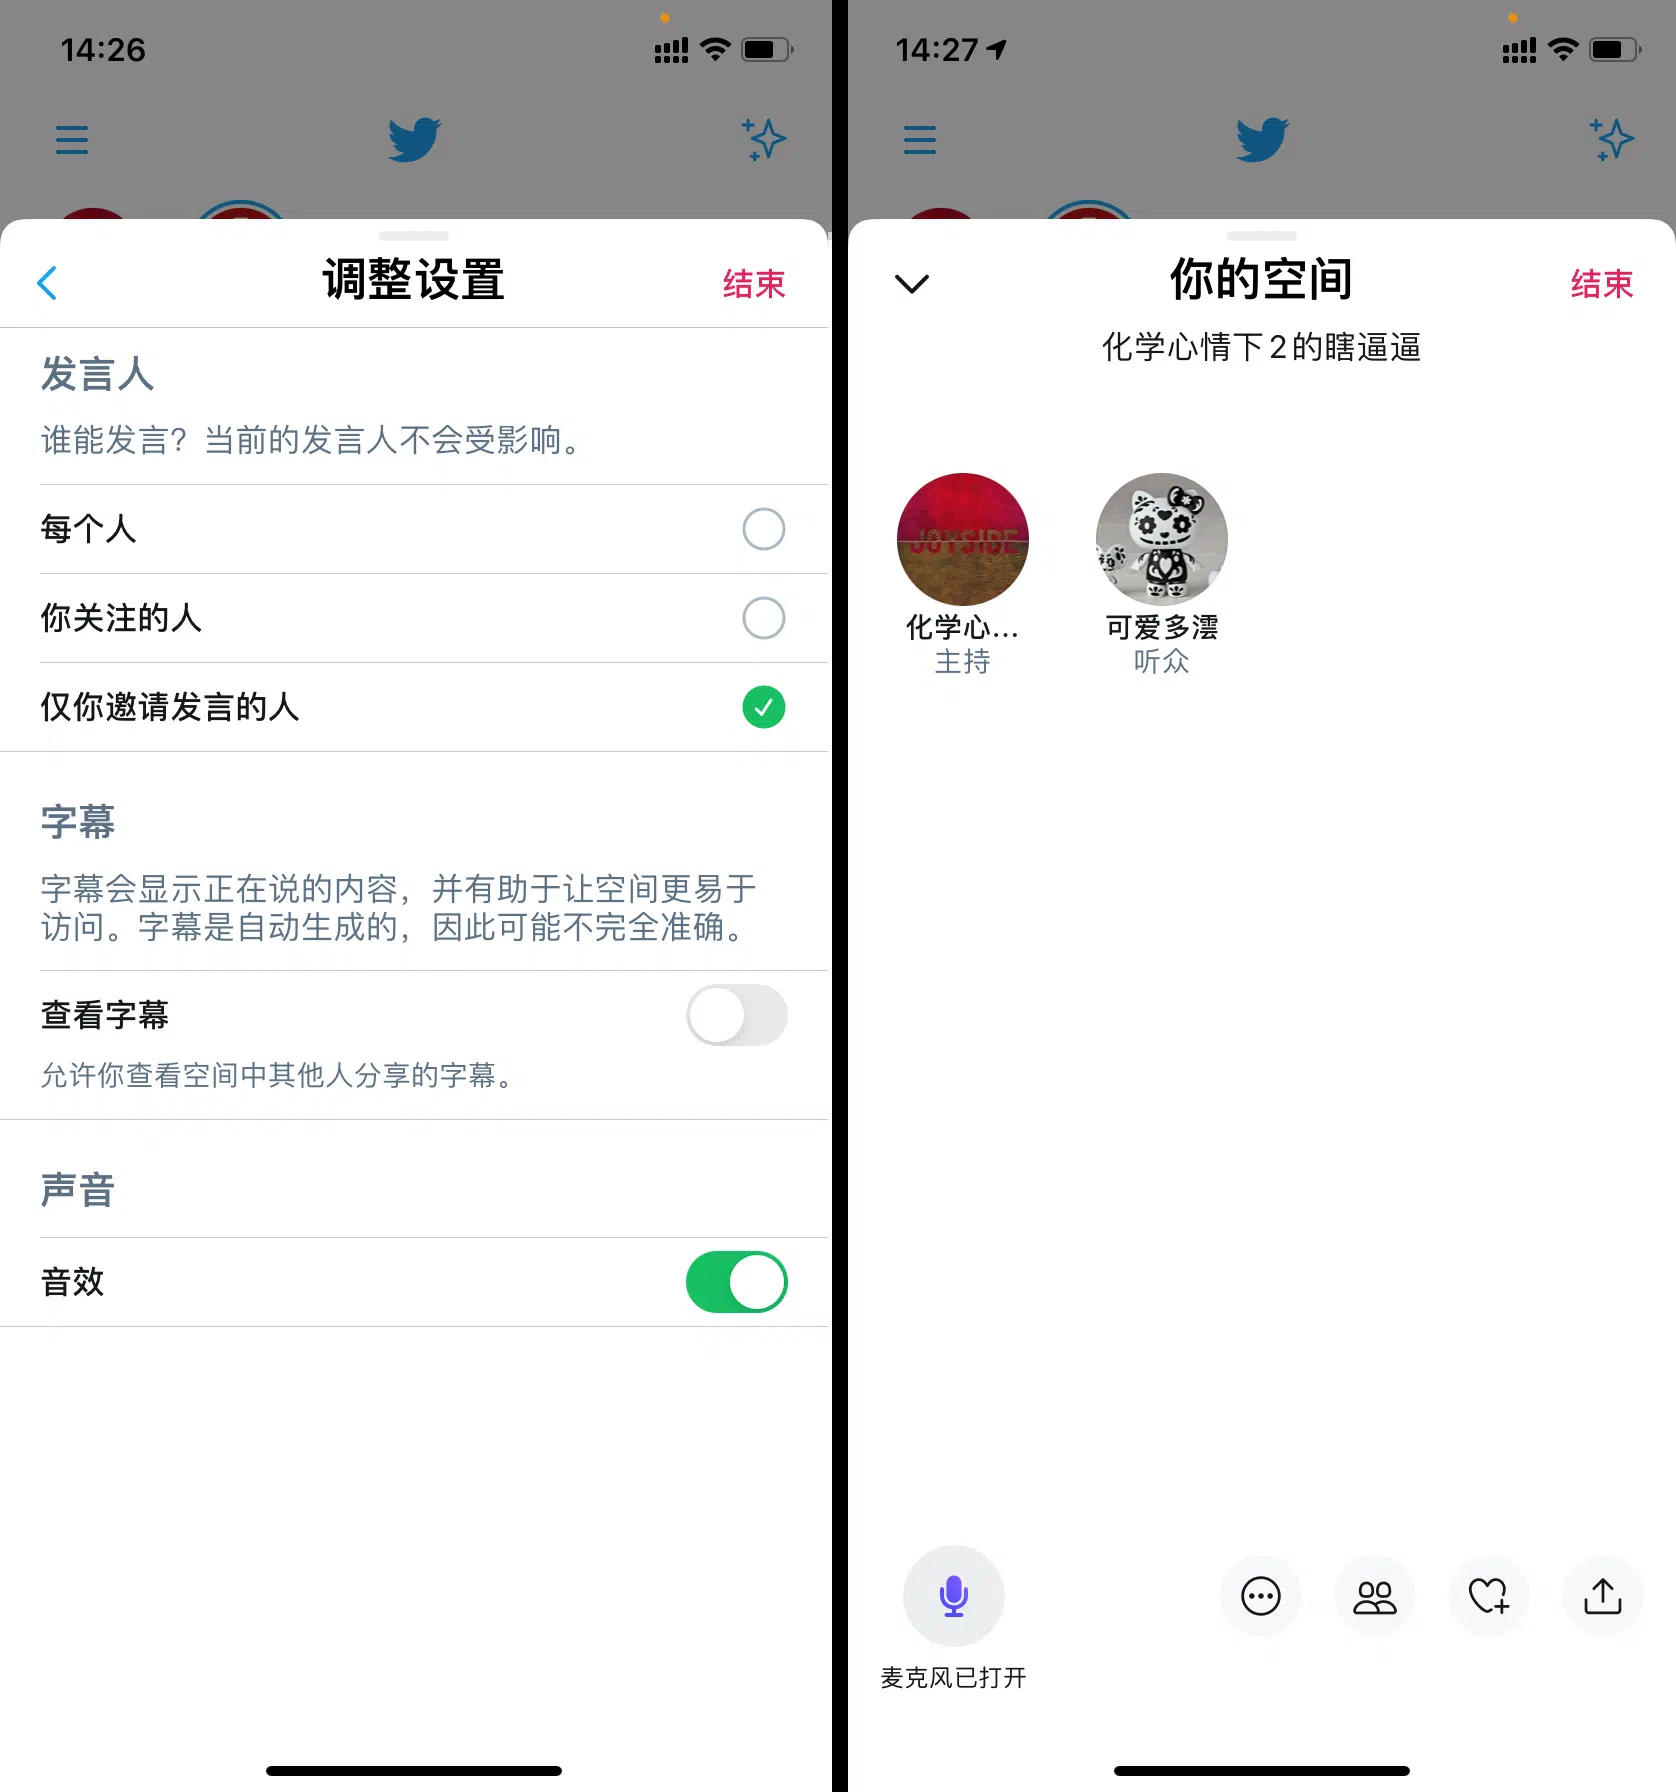 14:26
调整设置
结束
发言人
谁能发言？当前的发言人不会受影响。
每个人
你关注的人
仅你邀请发言的人
字幕
字幕会显示正在说的内容，并有助于让空间更易于
访问。字幕是自动生成的，因此可能不完全准确。
查看字幕
允许你查看空间中其他人分享的字幕。
声音
音效
14:27
你的空间
结束
化学心情下2的瞎逼逼
JOYSIDE
化学心...
主持
可爱多澐
听众
麦克风已打开